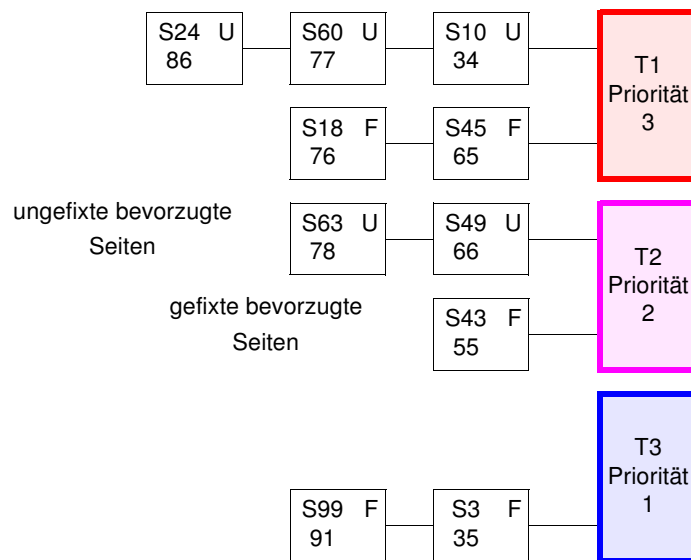 S24 U
86
S60 U
77
S10 U
34
T1
Priorität
3
S18 F
76
S45 F
65
ungefixte bevorzugte
Seiten
S63 U
78
S49 U
66
T2
Priorität
2
gefixte bevorzugte
Seiten
S43 F
55
T3
Priorität
1
S99 F
91
S3 F
35